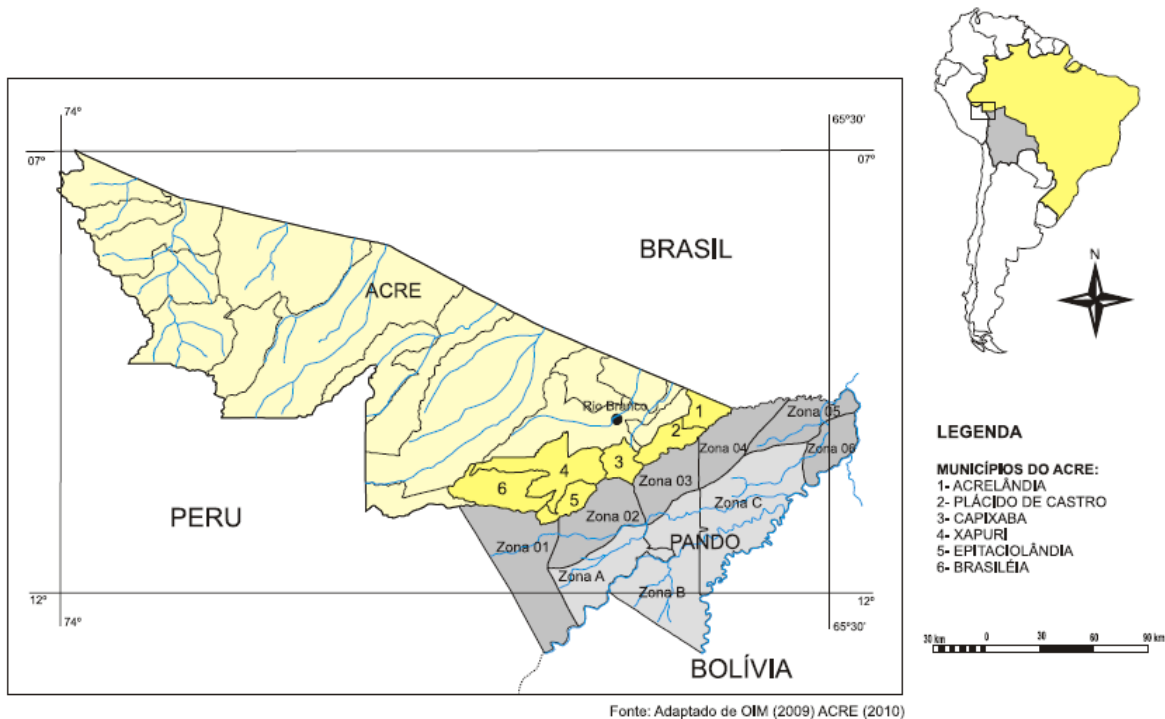 74°
65°30'
07°
07°
BRASIL
ACRE
Rio Branco
1
2
3
4
5
6
Zona 05
Zona 06
Zona 04
Zona 03
Zona C
Zona 02
PERU
PANDO
Zona 01
Zona A
Zona B
12°
12°
74°
65°30'
BOLÍVIA
N
LEGENDA
MUNICÍPIOS DO ACRE:
1- ACRELÂNDIA
2- PLÁCIDO DE CASTRO
3- CAPIXABA
4- XAPURI
5- EPITACIOLÂNDIA
6- BRASILÉIA
30 km 0 30 60 90 km
Fonte: Adaptado de OIM (2009) ACRE (2010)